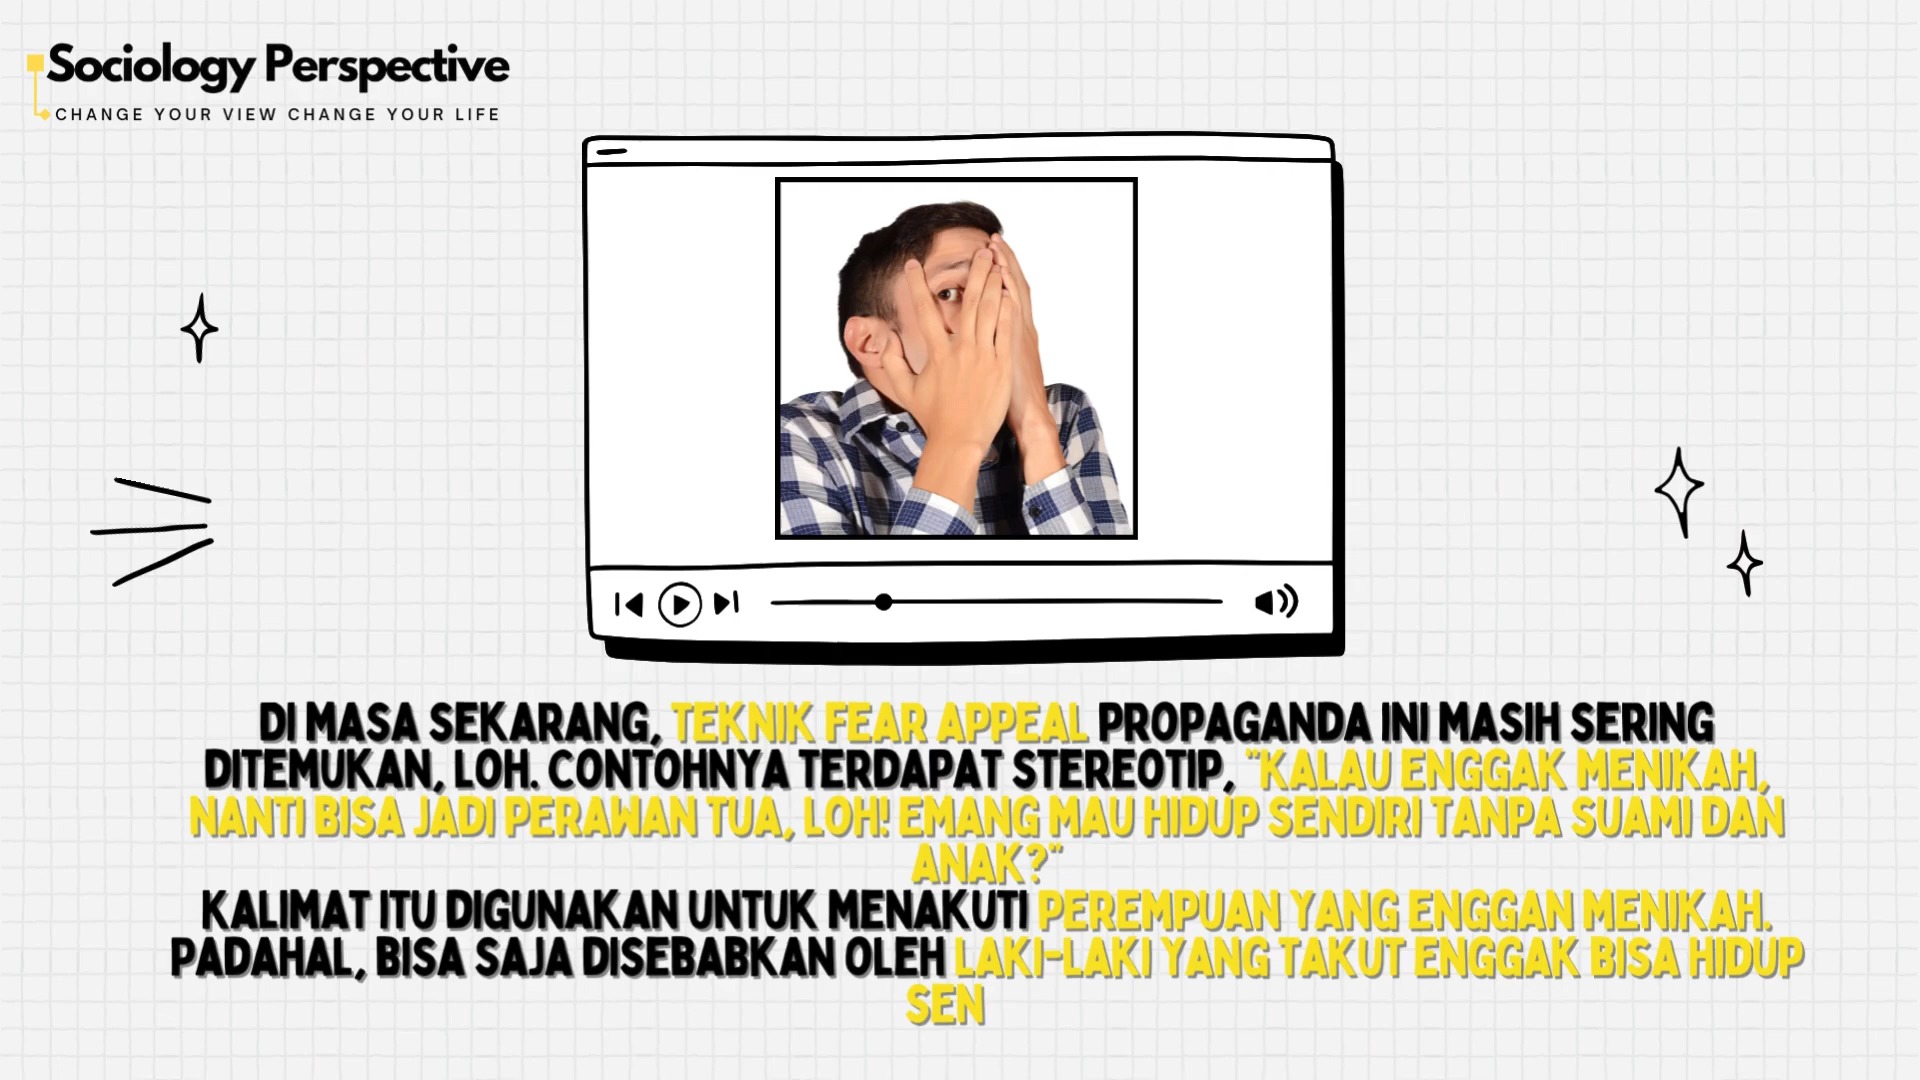 Sociology Perspective
CHANGE YOUR VIEW CHANGE YOUR LIFE
DI MASA SEKARANG, TEKNIK FEAR APPEAL PROPAGANDA INI MASIH SERING
DITEMUKAN, LOH. CONTOHNYA TERDAPAT STEREOTIP, "KALAU ENGGAK MENIKAH,
NANTI BISA JADI PERAWAN TUA, LOH! EMANG MAU HIDUP SENDIRI TANPA SUAMI DAN
ANAK?"
KALIMAT ITU DIGUNAKAN UNTUK MENAKUTI PEREMPUAN YANG ENGGAN MENIKAH.
PADAHAL, BISA SAJA DISEBABKAN OLEH LAKI-LAKI YANG TAKUT ENGGAK BISA HIDUP
SEN